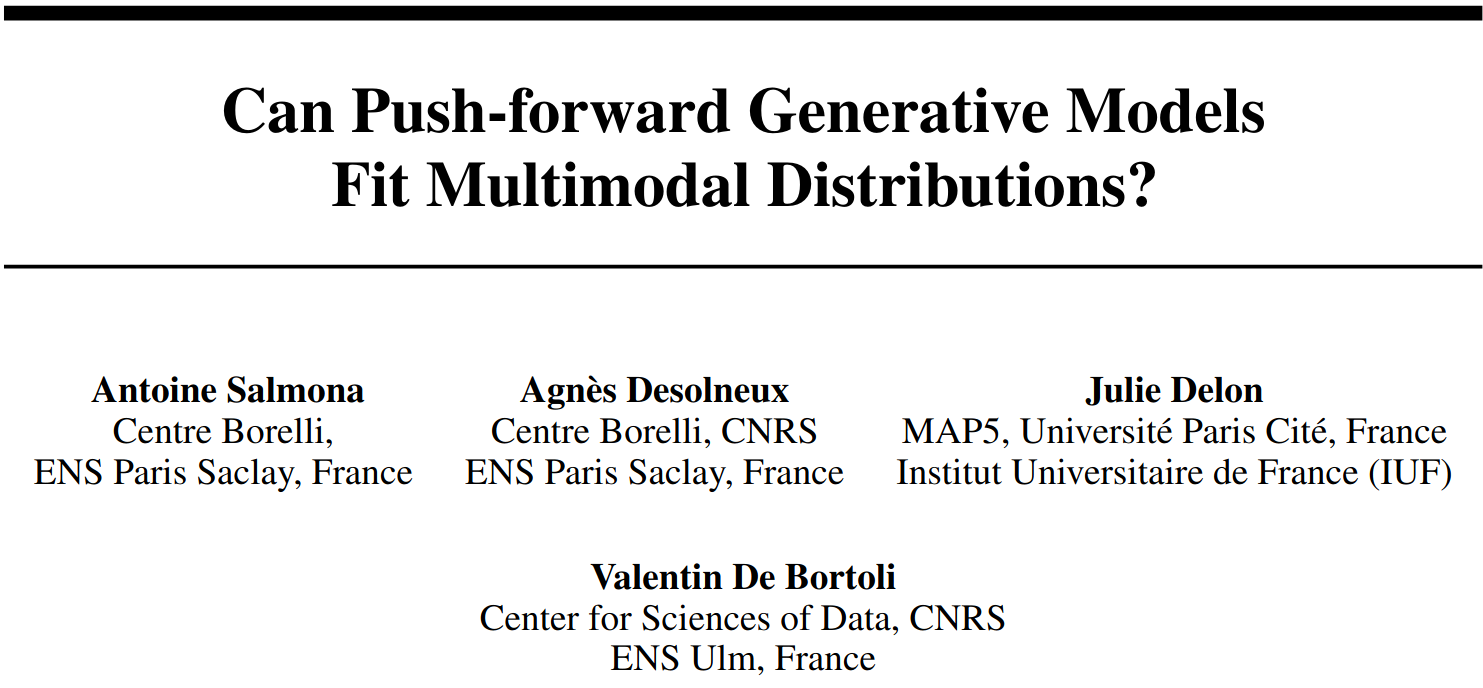 Can Push-forward Generative Models
Fit Multimodal Distributions?
Antoine Salmona
Centre Borelli,
ENS Paris Saclay, France
Agnès Desolneux
Centre Borelli, CNRS
ENS Paris Saclay, France
Julie Delon
MAP5, Université Paris Cité, France
Institut Universitaire de France (IUF)
Valentin De Bortoli
Center for Sciences of Data, CNRS
ENS Ulm, France